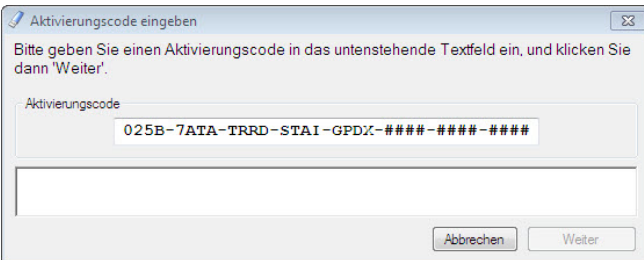 Aktivierungscode eingeben
Bitte geben Sie einen Aktivierungscode in das untenstehende Textfeld ein, und klicken Sie
dann 'Weiter'.
Aktivierungscode
025B-7ATA-TRRD-STAI-GPDX-####-####-####
Abbrechen
Weiter